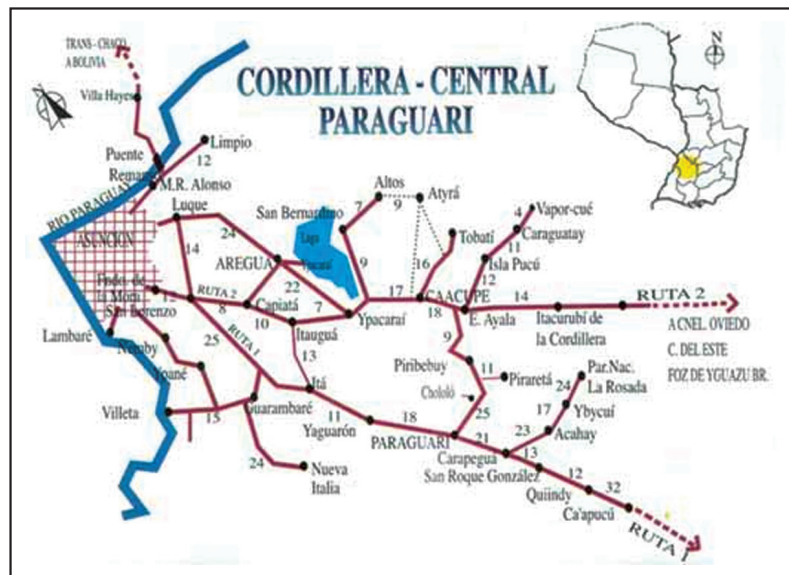 TRANS - CHACO
A BOLIVIA
CORDILLERA - CENTRAL
PARAGUARI
N
Villa Hayes
Puente
Remanso
Limpio
12
M.R. Alonso
RIO PARAGUAY
Luque
ASUNCION
24
14
AREGUA
Lago
Ypacaraí
San Bernardino
7
Altos
9
Atyrá
Tobatí
4
Vapor-cué
Caraguatay
11
Isla Pucú
12
16
9
Fndo. de
la Mora
12
San Lorenzo
RUTA 2
8
Capiatá
22
7
10
Itauguá
Ypacaraí
17
CAACUPE
18
E. Ayala
14
Itacurubí de
la Cordillera
RUTA 2
A CNEL. OVIEDO
C. DEL ESTE
FOZ DE YGUAZU BR.
Lambaré
Ñemby
25
RUTA 1
13
9
Ypané
Piribebuy
11
Piraretá
Chololó
Par.Nac.
La Rosada
24
Ybycuí
17
Acahay
23
Itá
Villeta
15
Guarambaré
11
Yaguarón
18
PARAGUARI
25
21
Carapeguá
13
San Roque González
24
Nueva
Italia
12
Quiindy
32
Ca'apucú
RUTA 1